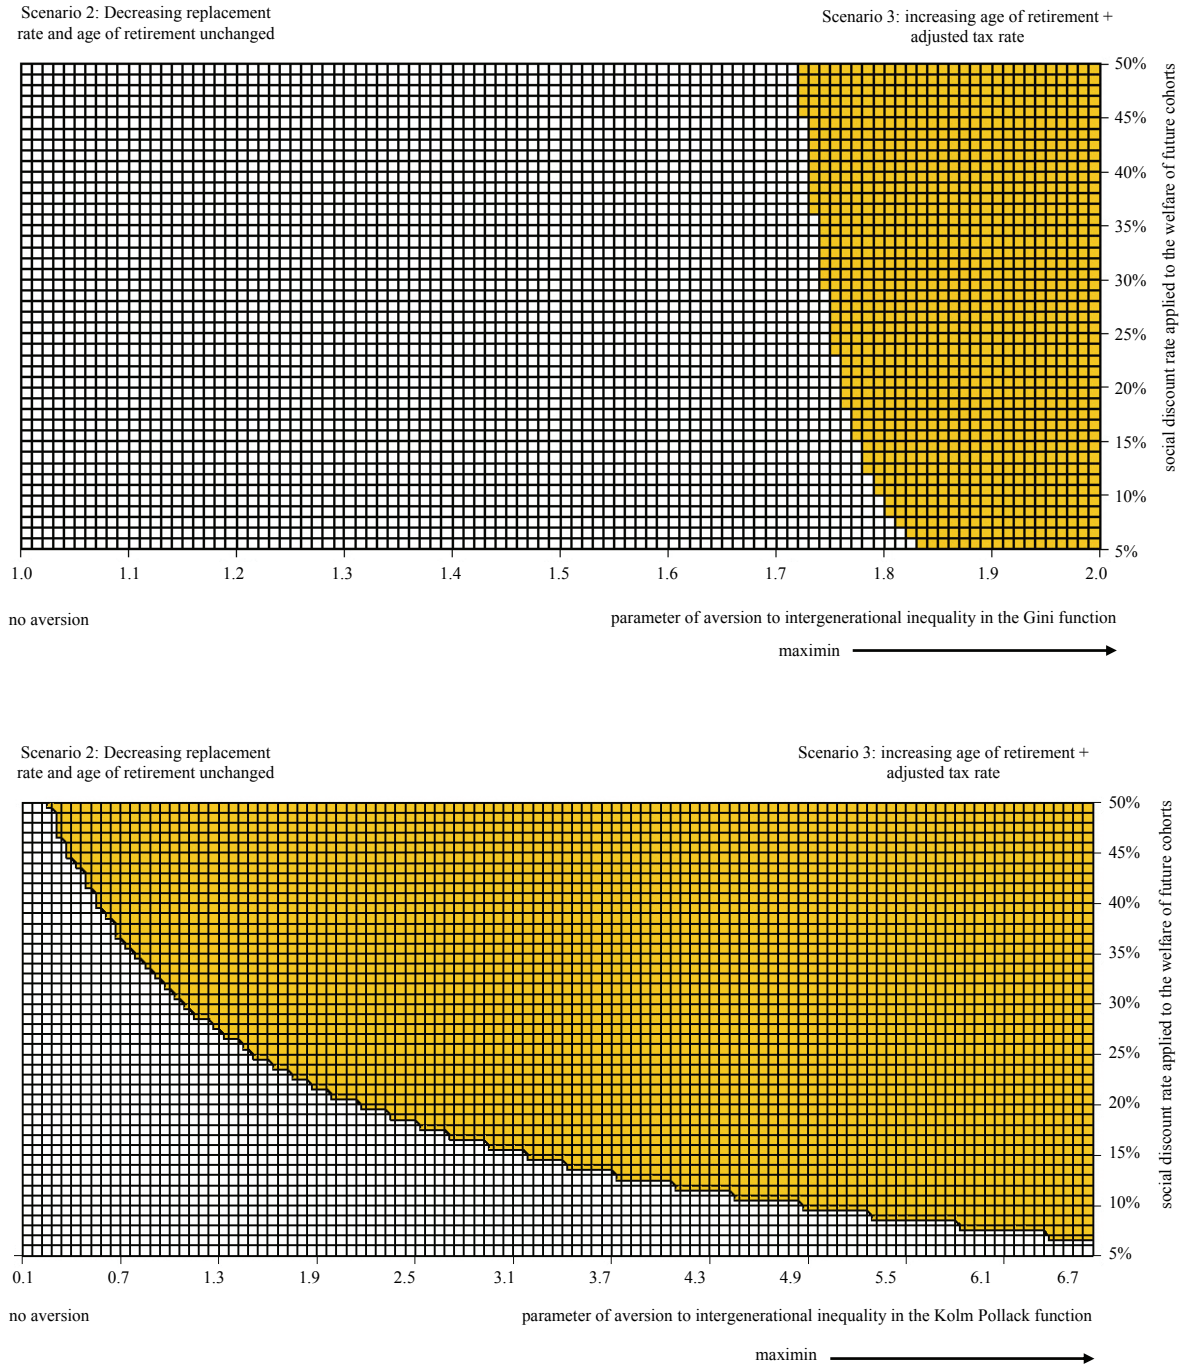 Scenario 2: Decreasing replacement
rate and age of retirement unchanged
Scenario 3: increasing age of retirement +
adjusted tax rate
50%
45%
40%
35%
30%
25%
20%
15%
10%
5%
social discount rate applied to the welfare of future cohorts
1.0 1.1 1.2 1.3 1.4 1.5 1.6 1.7 1.8 1.9 2.0
no aversion
parameter of aversion to intergenerational inequality in the Gini function
maximin
Scenario 2: Decreasing replacement
rate and age of retirement unchanged
Scenario 3: increasing age of retirement +
adjusted tax rate
50%
45%
40%
35%
30%
25%
20%
15%
10%
5%
social discount rate applied to the welfare of future cohorts
0.1 0.7 1.3 1.9 2.5 3.1 3.7 4.3 4.9 5.5 6.1 6.7
no aversion
parameter of aversion to intergenerational inequality in the Kolm Pollack function
maximin